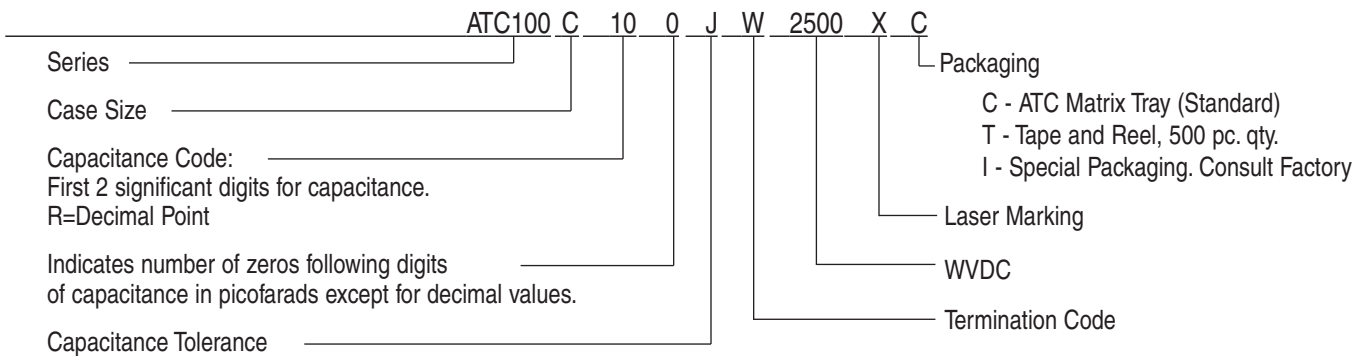 ATC100 C 10 0 J W 2500 X C
Series
Case Size
Capacitance Code:
First 2 significant digits for capacitance.
R=Decimal Point
Indicates number of zeros following digits
of capacitance in picofarads except for decimal values.
Capacitance Tolerance
Packaging
C - ATC Matrix Tray (Standard)
T - Tape and Reel, 500 pc. qty.
I - Special Packaging. Consult Factory
Laser Marking
WVDC
Termination Code